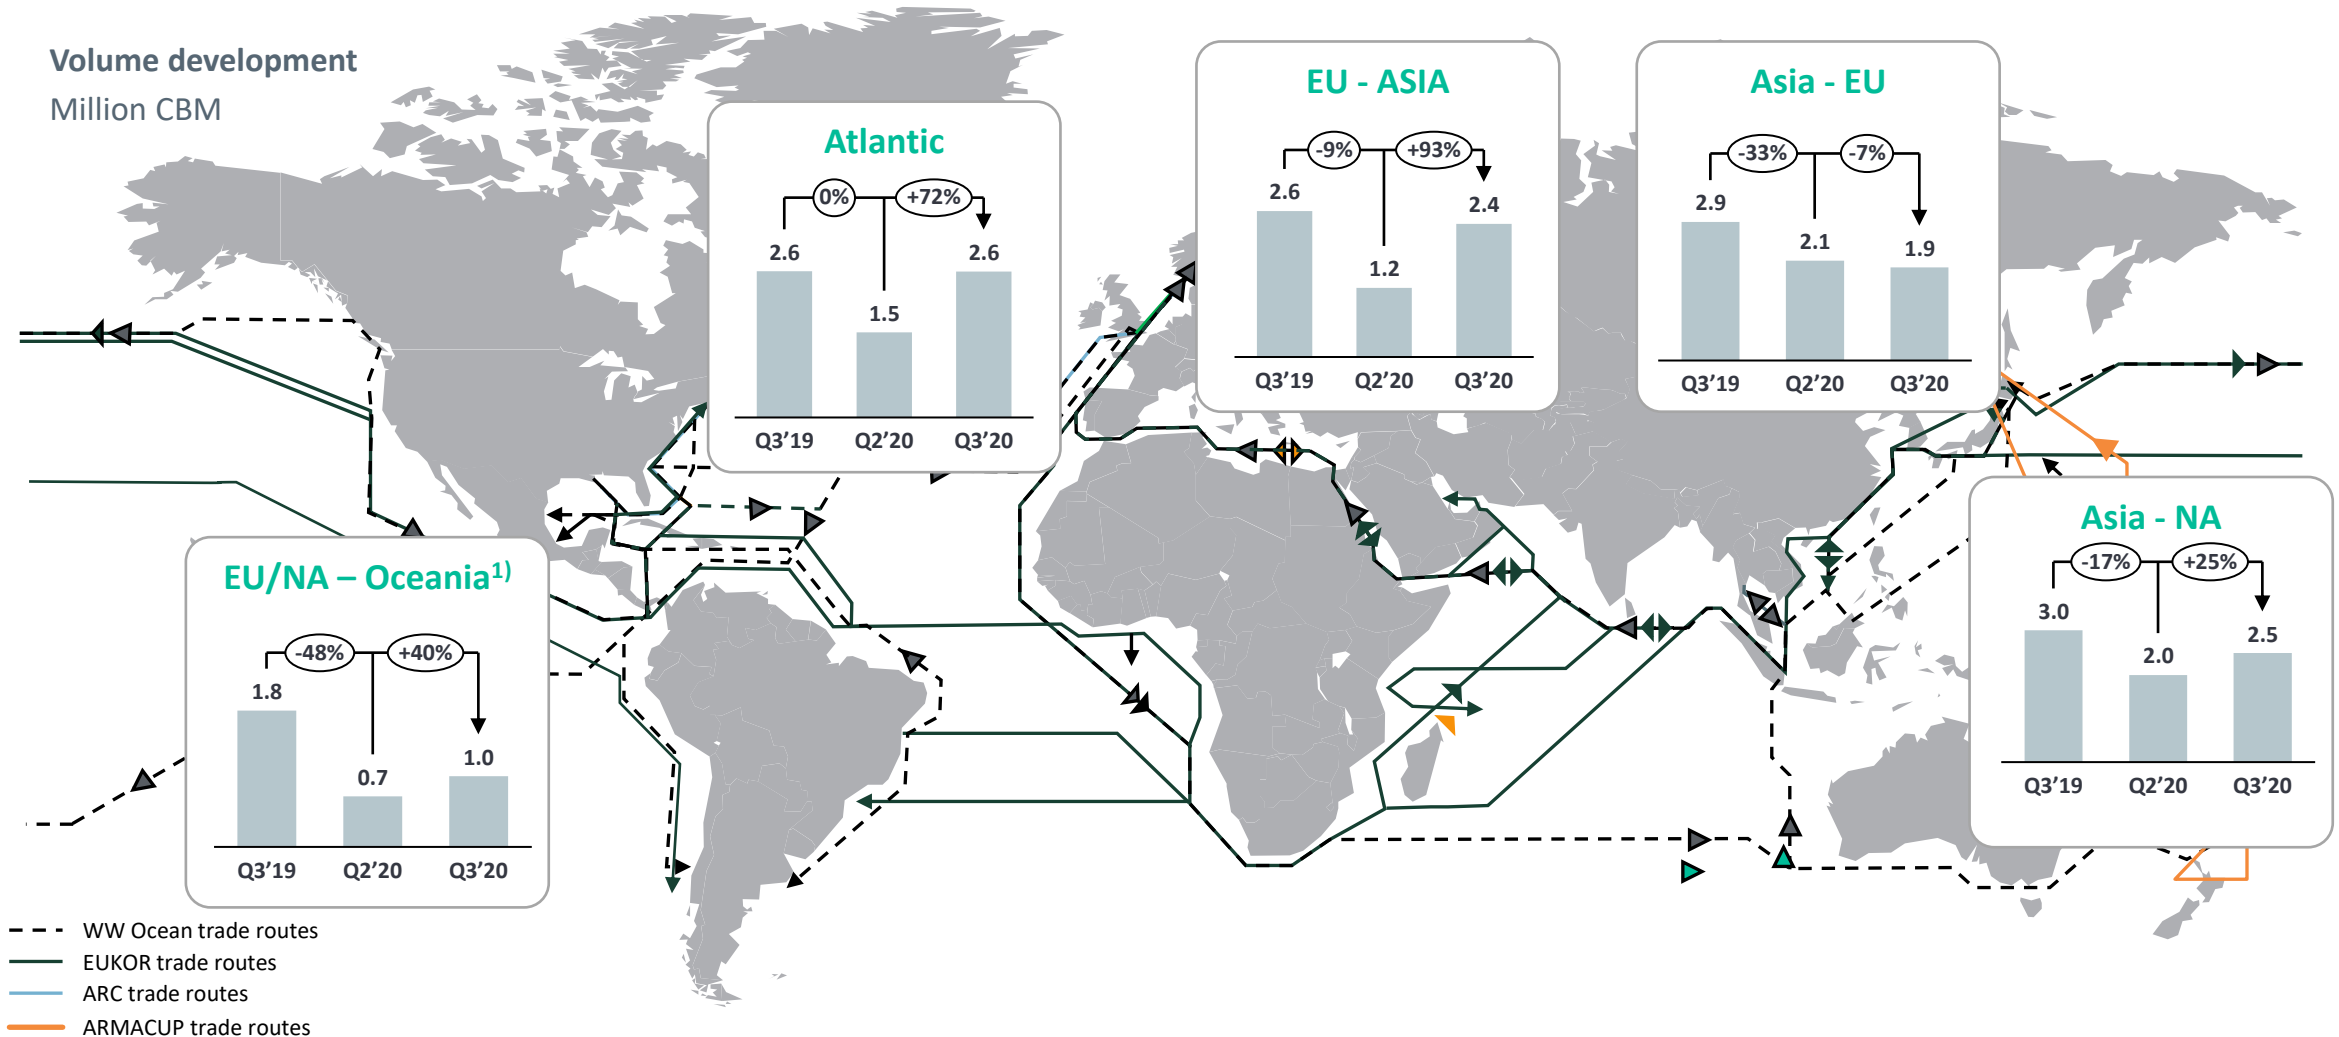 Volume development
Million CBM
Atlantic
0% +72%
2.6 1.5 2.6
Q3’19 Q2’20 Q3’20
EU - ASIA
-9% +93%
2.6 1.2 2.4
Q3’19 Q2’20 Q3’20
Asia - EU
-33% -7%
2.9 2.1 1.9
Q3’19 Q2’20 Q3’20
EU/NA – Oceania1)
-48% +40%
1.8 0.7 1.0
Q3’19 Q2’20 Q3’20
Asia - NA
-17% +25%
3.0 2.0 2.5
Q3’19 Q2’20 Q3’20
WW Ocean trade routes
EUKOR trade routes
ARC trade routes
ARMACUP trade routes